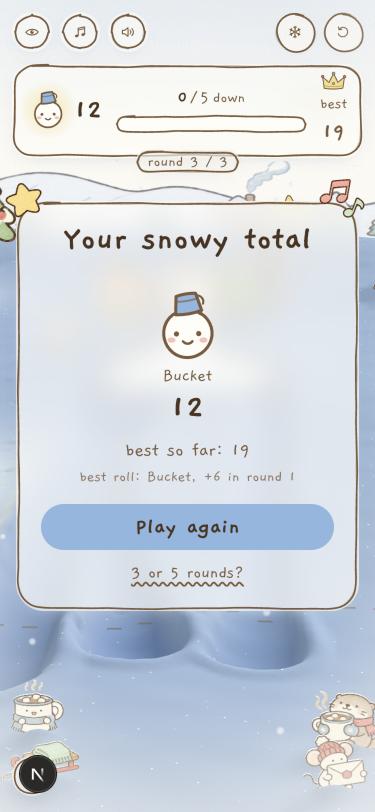 12
0/5 down
best
19
round 3 / 3
Your snowy total
Bucket
12
best so far: 19
best roll: Bucket, +6 in round 1
Play again
3 or 5 rounds?
N